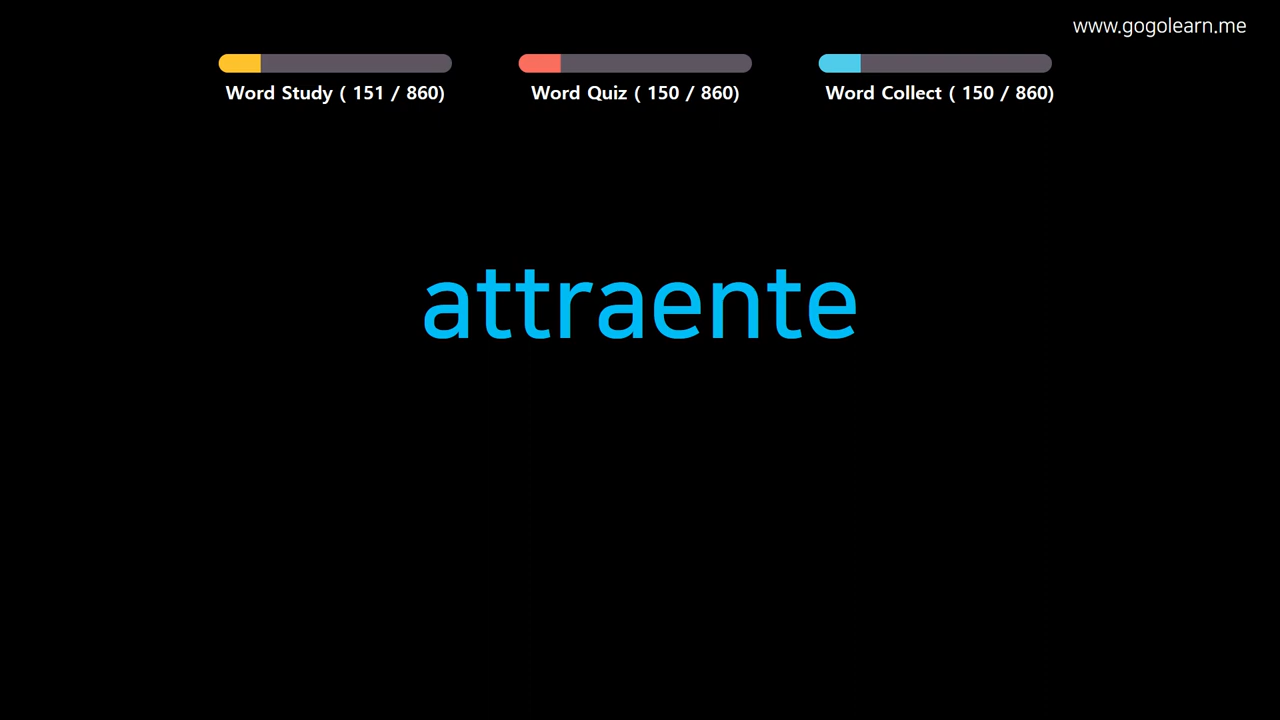 www.gogolearn.me
Word Study ( 151 / 860)
Word Quiz ( 150 / 860)
Word Collect ( 150 / 860)
attraente